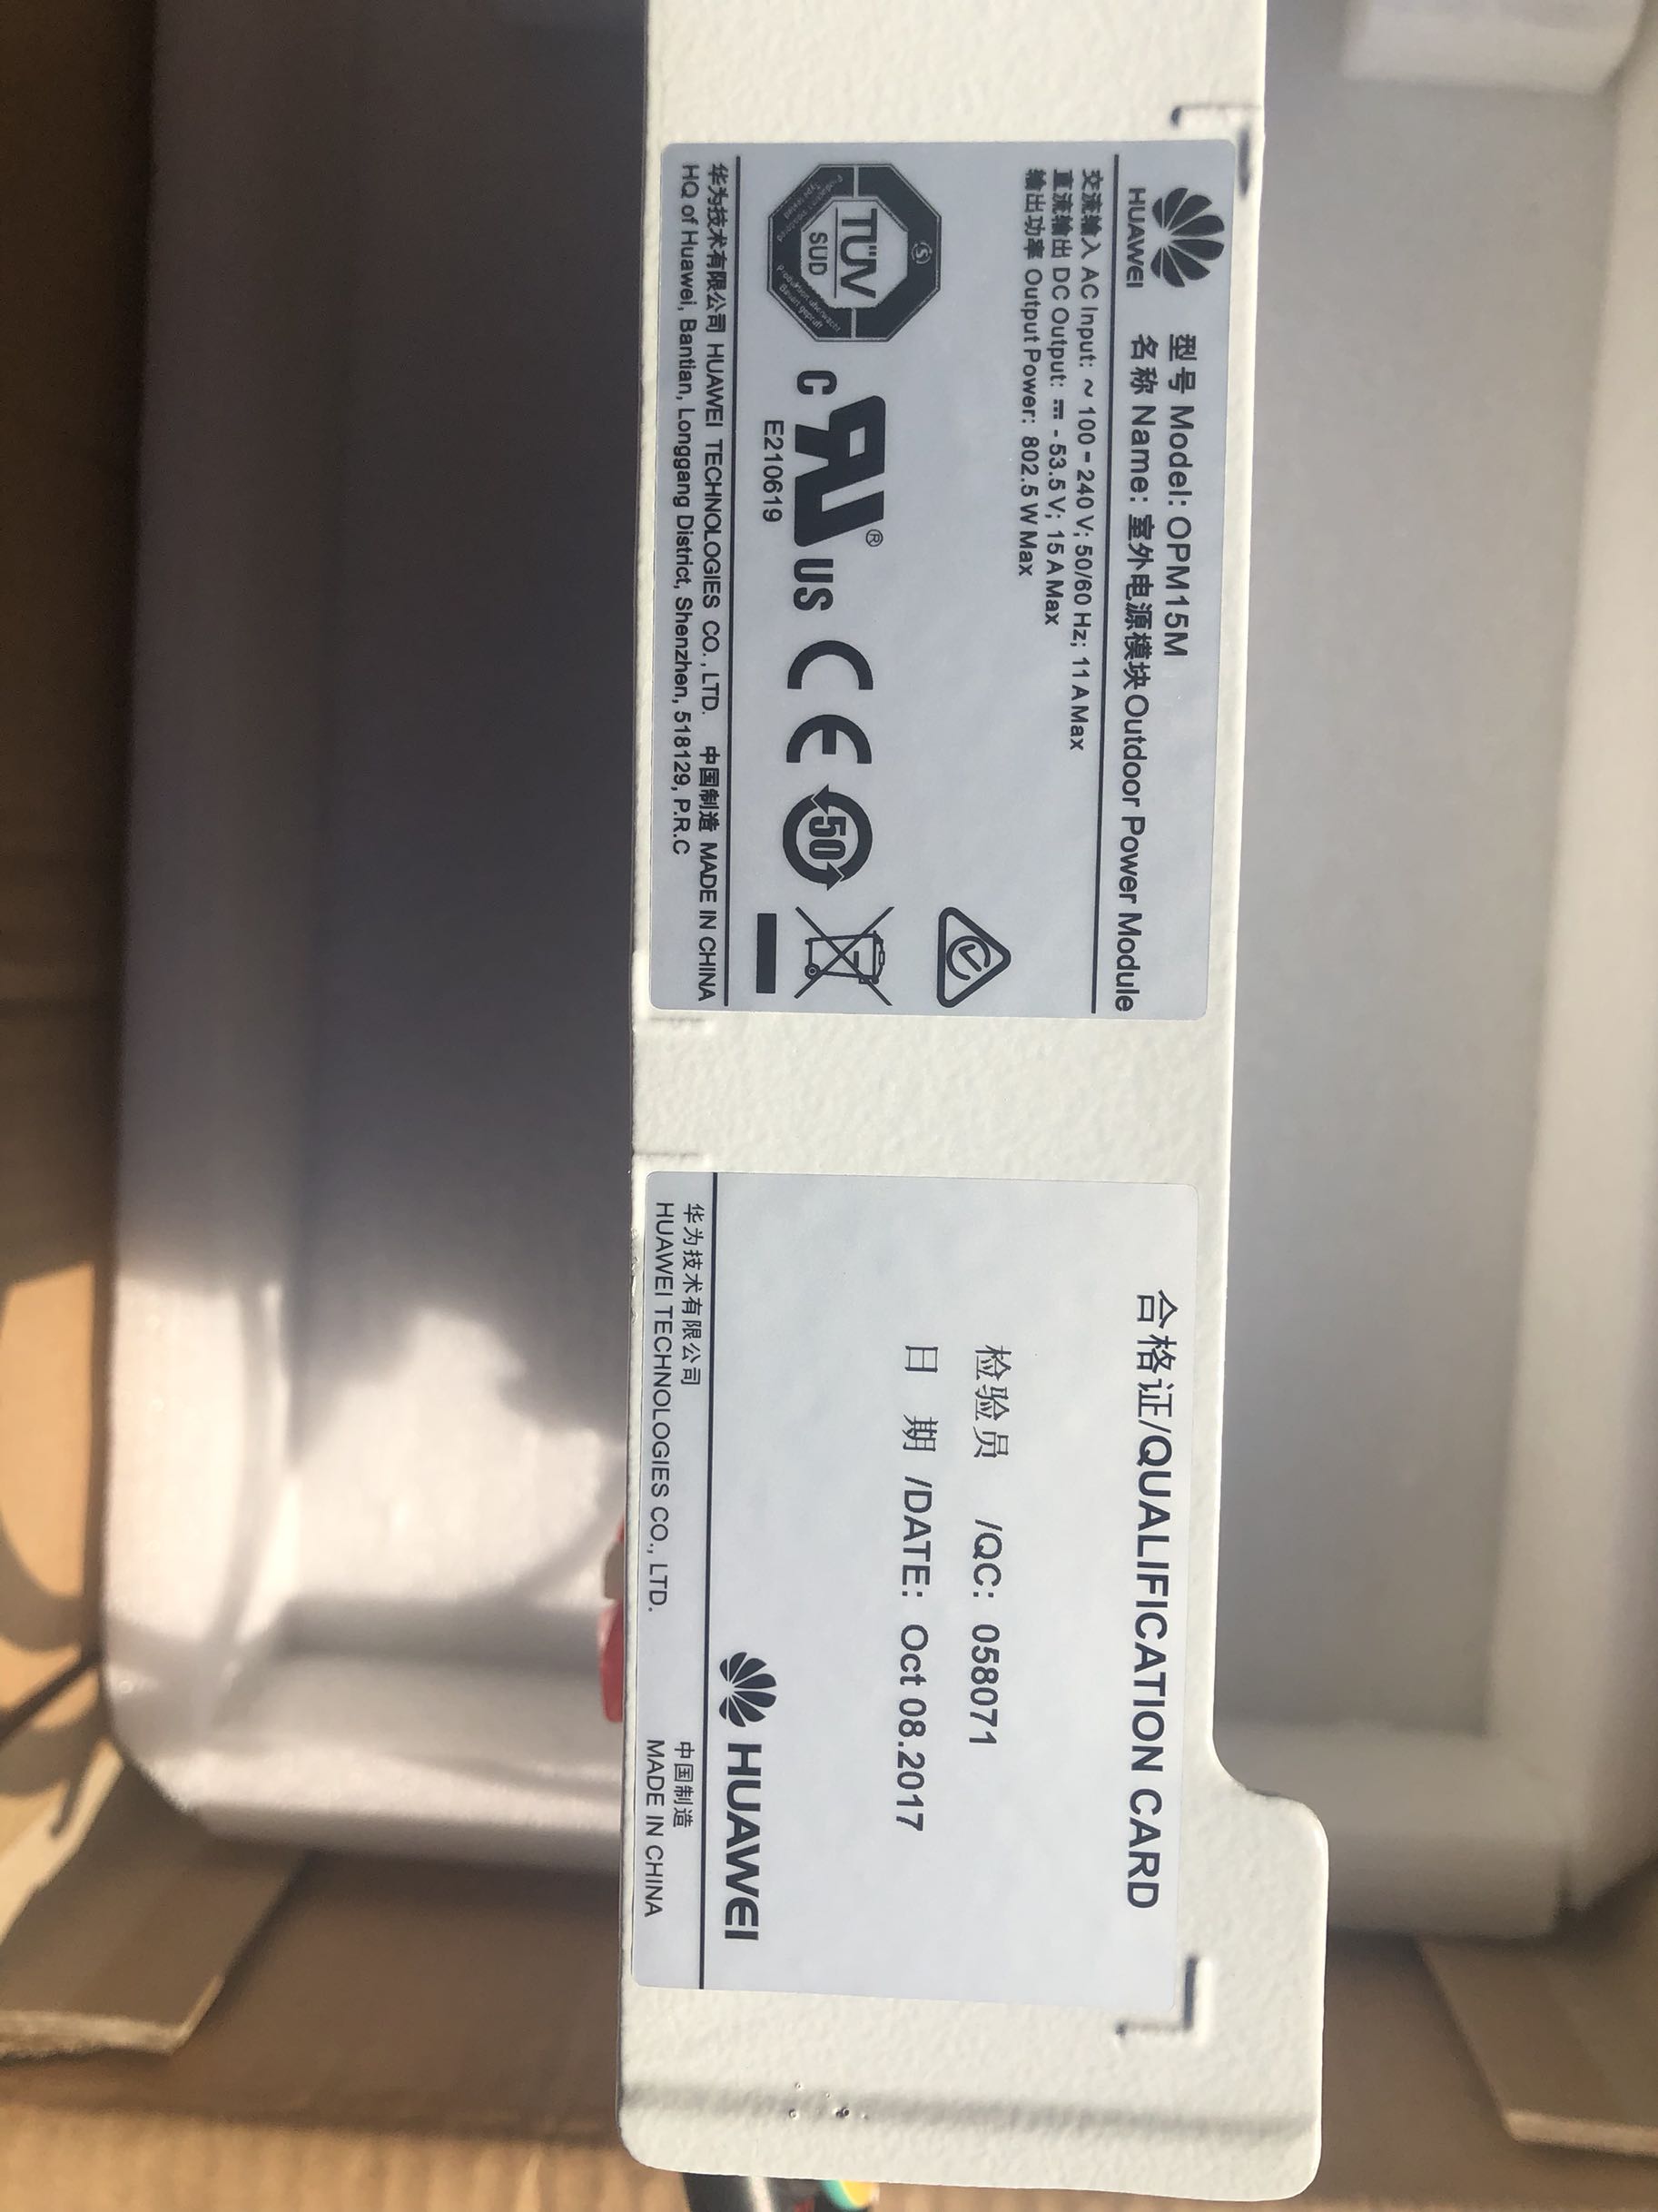 HUAWEI
型号 Model: OPM15M
名称 Name: 室外电源模块 Outdoor Power Module
交流输入 AC Input: ~ 100 - 240 V; 50/60 Hz; 11 A Max
直流输出 DC Output: ⎓ - 53.5 V; 15 A Max
输出功率 Output Power: 802.5 W Max
TÜV
SUD
C
US
®
E210619
CE
50
华为技术有限公司 HUAWEI TECHNOLOGIES CO., LTD. 中国制造 MADE IN CHINA
HQ of Huawei, Bantian, Longgang District, Shenzhen, 518129, P.R.C
合格证/QUALIFICATION CARD
检验员 /QC: 058071
日 期 /DATE: Oct 08.2017
HUAWEI
华为技术有限公司 中国制造
HUAWEI TECHNOLOGIES CO., LTD. MADE IN CHINA